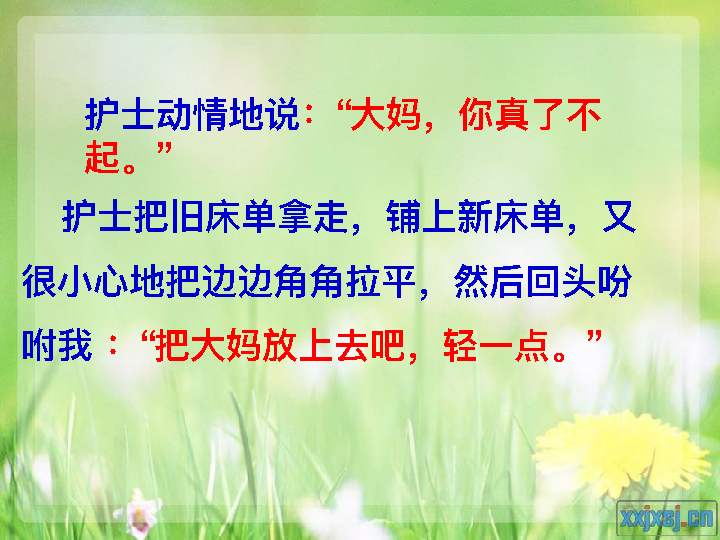 护士动情地说：“大妈，你真了不
起。”
护士把旧床单拿走，铺上新床单，又
很小心地把边边角角拉平，然后回头吩
咐我：“把大妈放上去吧，轻一点。”
xxjxsj.cn